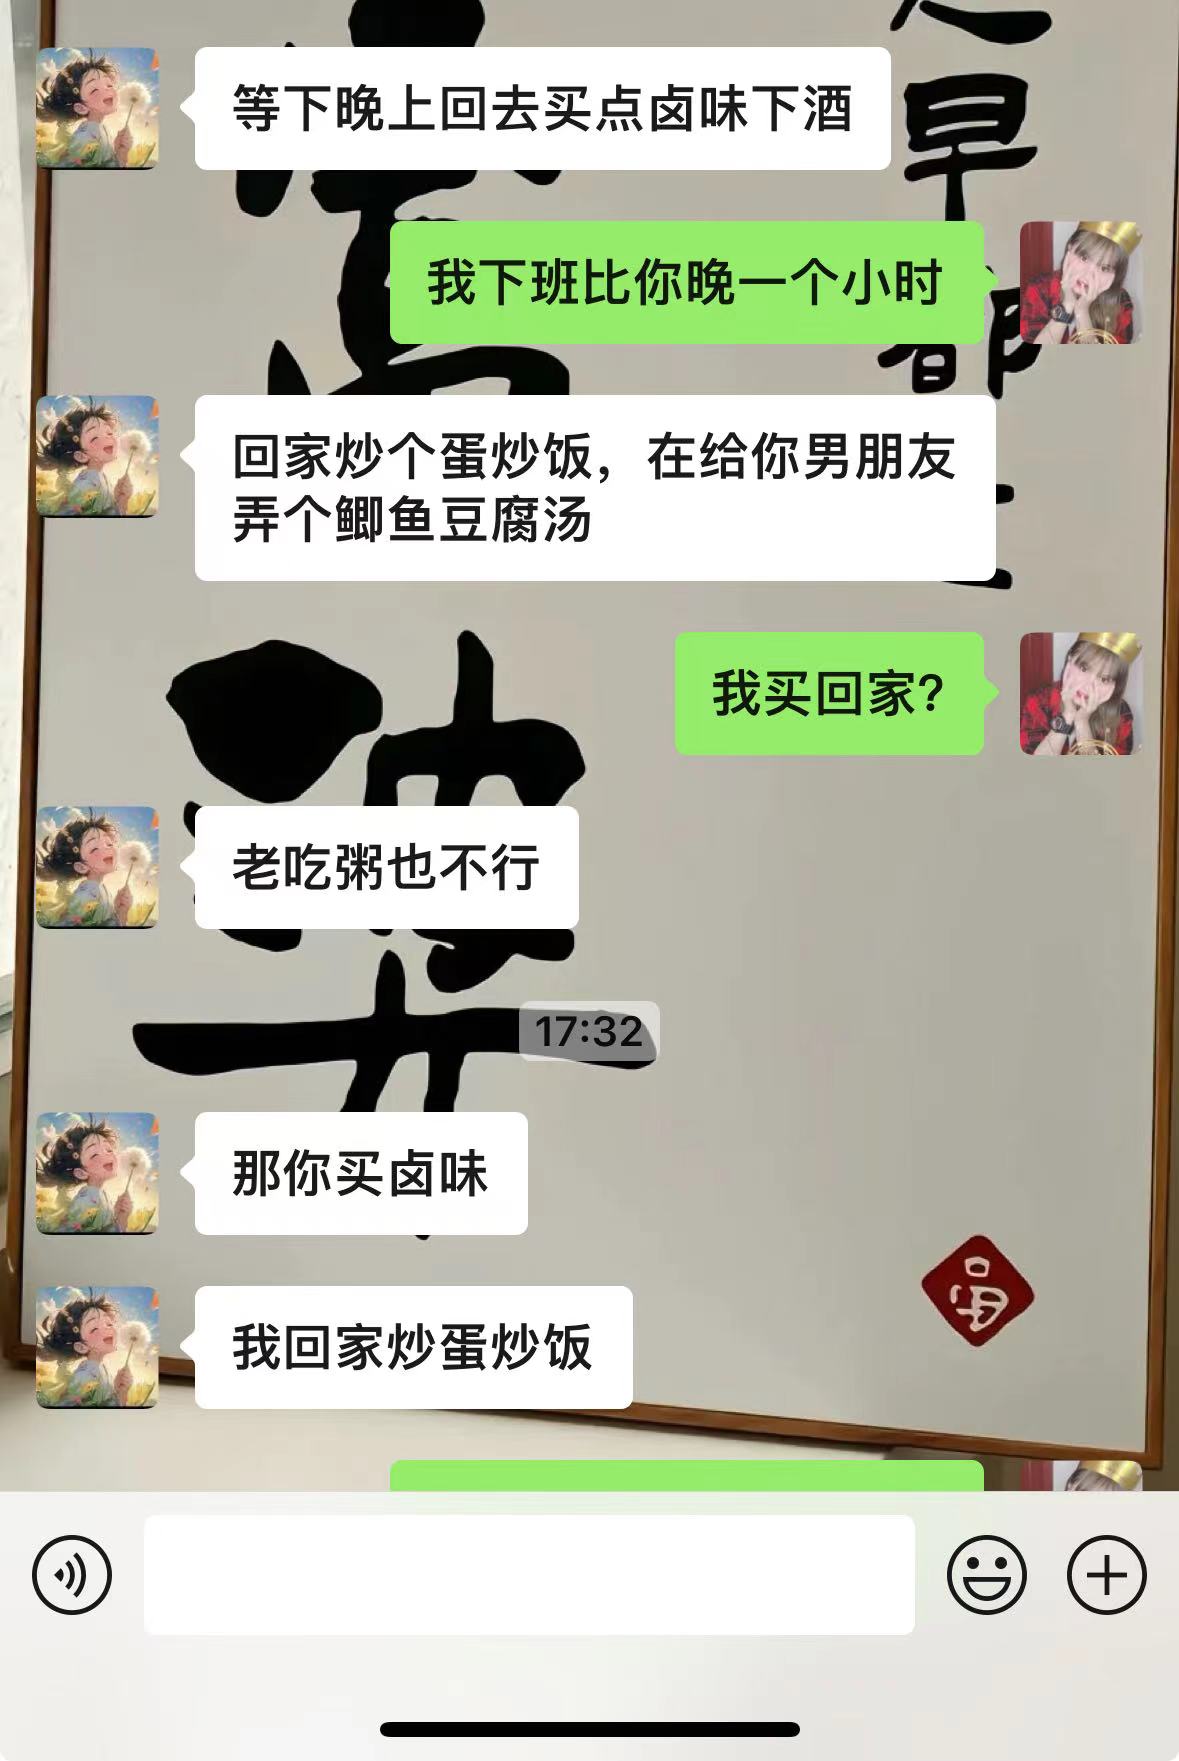 等下晚上回去买点卤味下酒
我下班比你晚一个小时
回家炒个蛋炒饭，在给你男朋友
弄个鲫鱼豆腐汤
我买回家?
老吃粥也不行
17:32
那你买卤味
我回家炒蛋炒饭
早
都